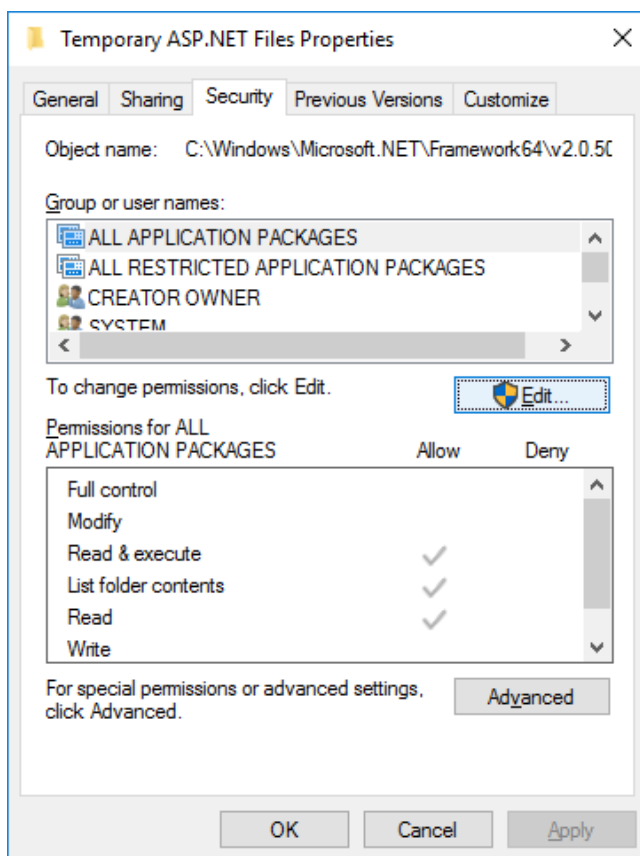 Temporary ASP.NET Files Properties
General Sharing Security Previous Versions Customize
Object name: C:\Windows\Microsoft.NET\Framework64\v2.0.50
Group or user names:
ALL APPLICATION PACKAGES
ALL RESTRICTED APPLICATION PACKAGES
CREATOR OWNER
SYSTEM
To change permissions, click Edit.
Edit...
Permissions for ALL
APPLICATION PACKAGES Allow Deny
Full control
Modify
Read & execute
List folder contents
Read
Write
For special permissions or advanced settings,
click Advanced.
Advanced
OK Cancel Apply